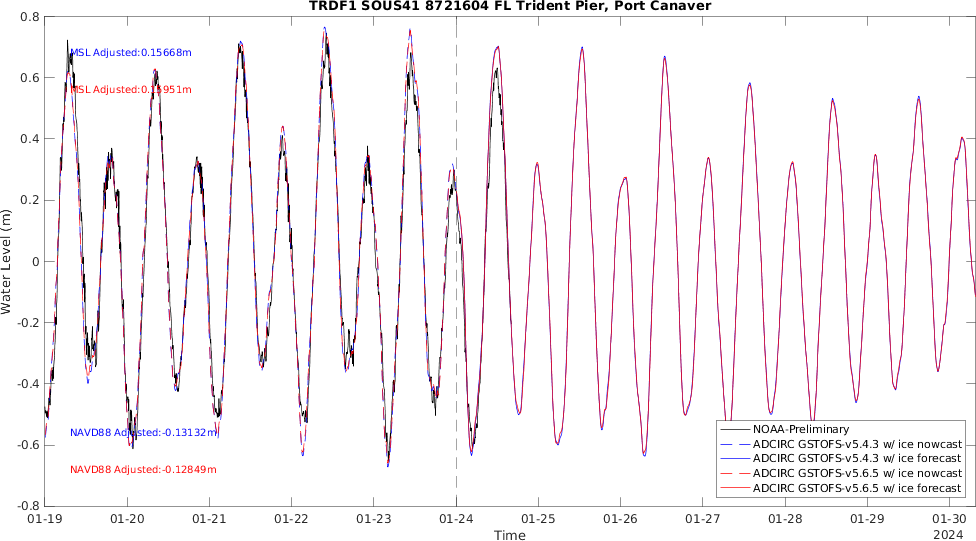 TRDF1 SOUS41 8721604 FL Trident Pier, Port Canaver
0.8
0.6
0.4
0.2
0
-0.2
-0.4
-0.6
-0.8
Water Level (m)
MSL Adjusted:0.15668m
MSL Adjusted:0.15951m
NAVD88 Adjusted:-0.13132m
NAVD88 Adjusted:-0.12849m
NOAA-Preliminary
ADCIRC GSTOFS-v5.4.3 w/ ice nowcast
ADCIRC GSTOFS-v5.4.3 w/ ice forecast
ADCIRC GSTOFS-v5.6.5 w/ ice nowcast
ADCIRC GSTOFS-v5.6.5 w/ ice forecast
01-19 01-20 01-21 01-22 01-23 01-24 01-25 01-26 01-27 01-28 01-29 01-30
Time
2024